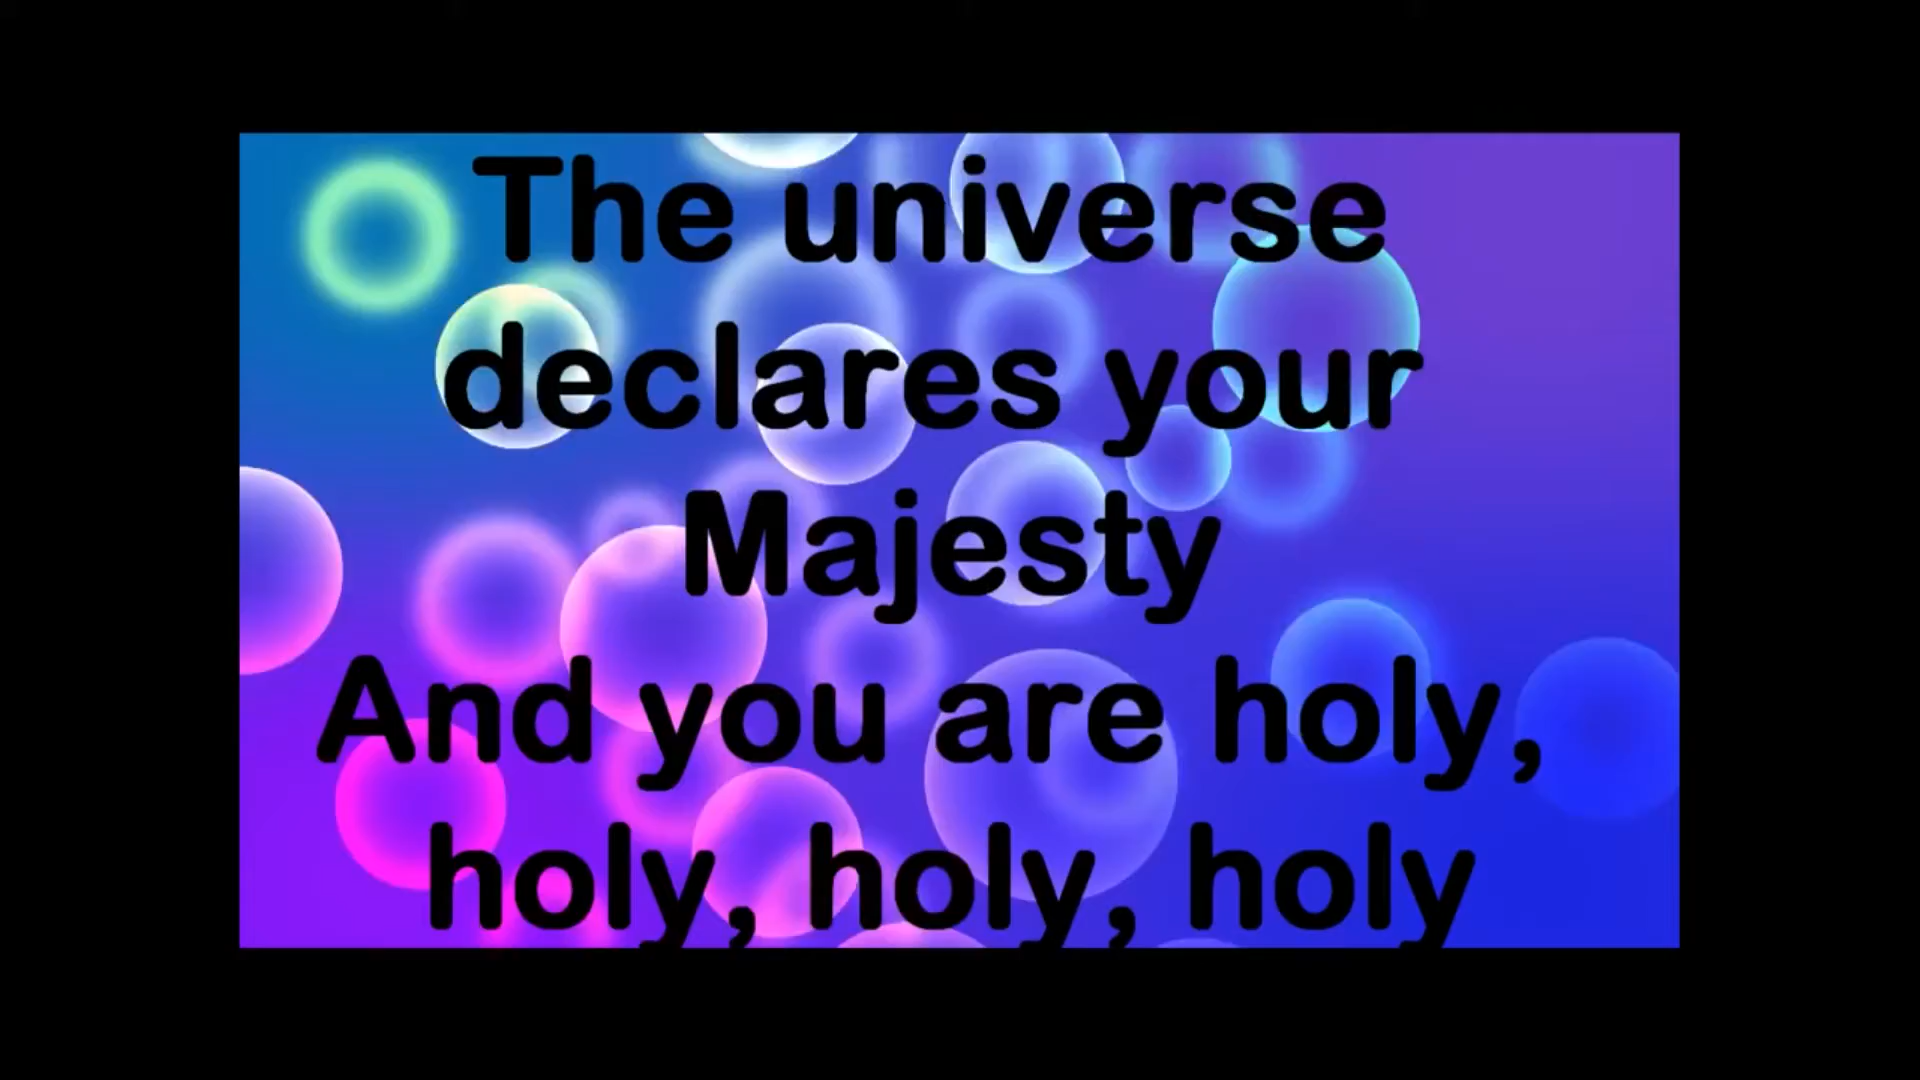 The universe
declares your
Majesty
And you are holy,
holy, holy, holy